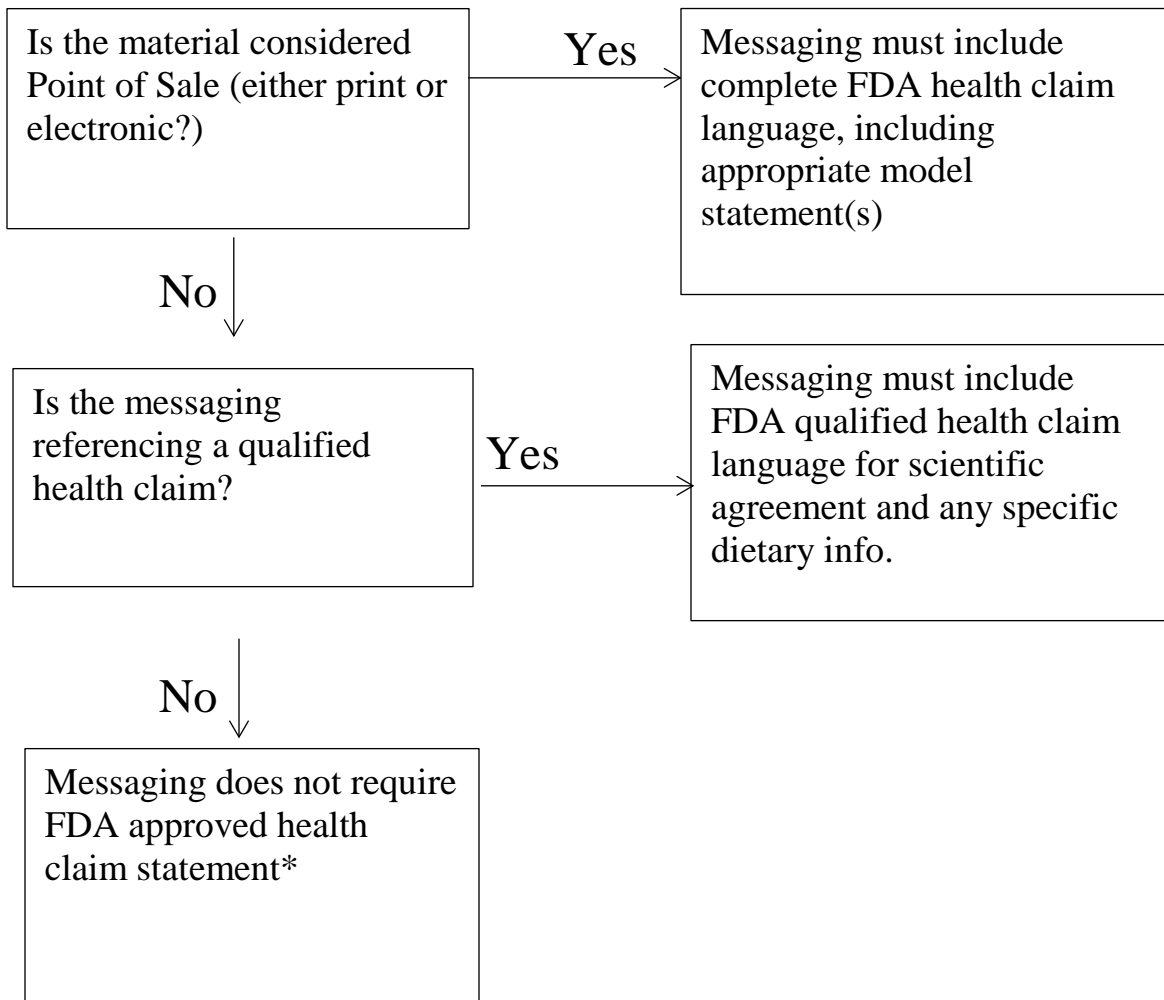 Is the material considered
Point of Sale (either print or
electronic?)
Yes
Messaging must include
complete FDA health claim
language, including
appropriate model
statement(s)
No
Is the messaging
referencing a qualified
health claim?
Yes
Messaging must include
FDA qualified health claim
language for scientific
agreement and any specific
dietary info.
No
Messaging does not require
FDA approved health
claim statement*